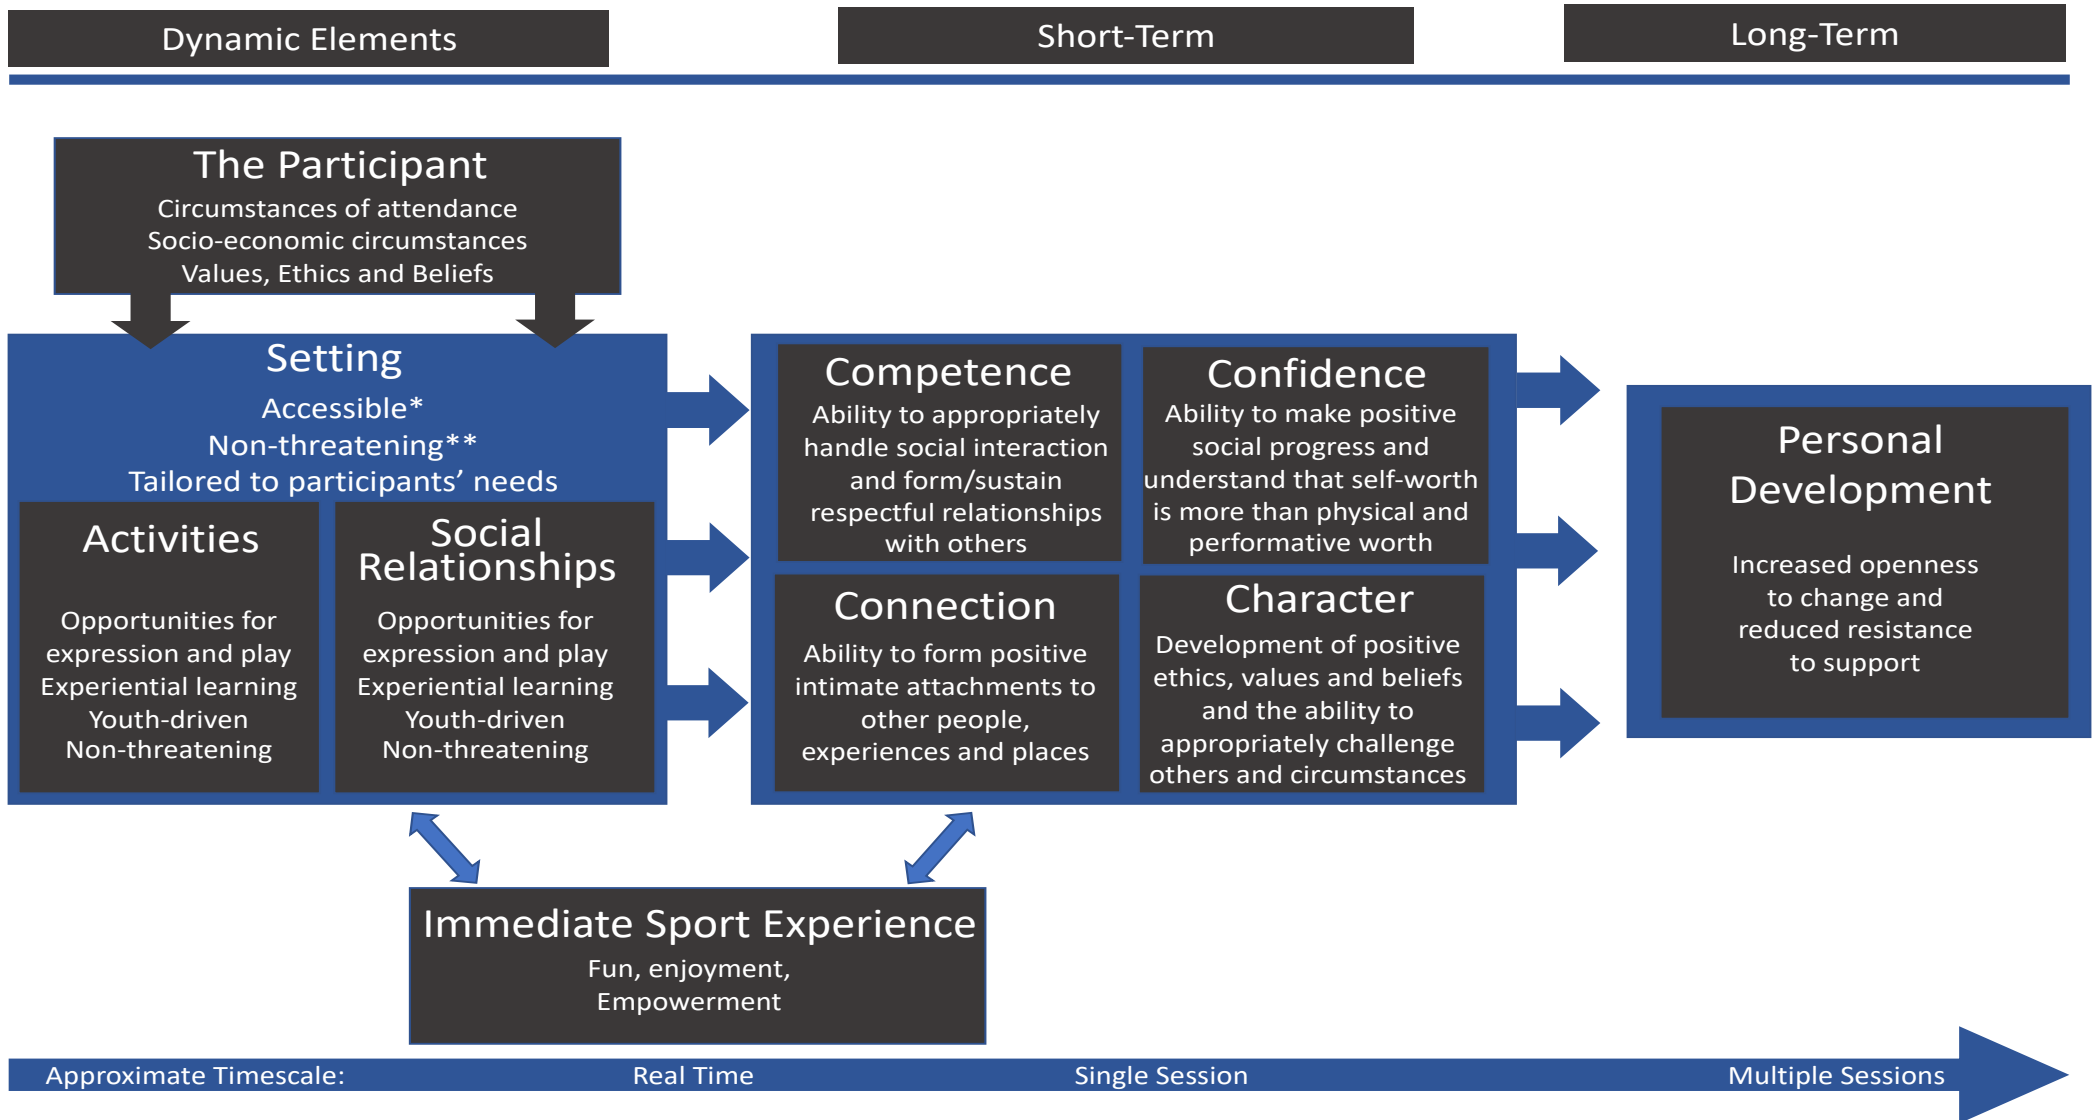 Dynamic Elements
Short-Term
Long-Term
The Participant
Circumstances of attendance
Socio-economic circumstances
Values, Ethics and Beliefs
Setting
Accessible*
Non-threatening**
Tailored to participants’ needs
Activities
Opportunities for
expression and play
Experiential learning
Youth-driven
Non-threatening
Social
Relationships
Opportunities for
expression and play
Experiential learning
Youth-driven
Non-threatening
Competence
Ability to appropriately
handle social interaction
and form/sustain
respectful relationships
with others
Confidence
Ability to make positive
social progress and
understand that self-worth
is more than physical and
performative worth
Connection
Ability to form positive
intimate attachments to
other people,
experiences and places
Character
Development of positive
ethics, values and beliefs
and the ability to
appropriately challenge
others and circumstances
Personal
Development
Increased openness
to change and
reduced resistance
to support
Immediate Sport Experience
Fun, enjoyment,
Empowerment
Approximate Timescale:
Real Time
Single Session
Multiple Sessions